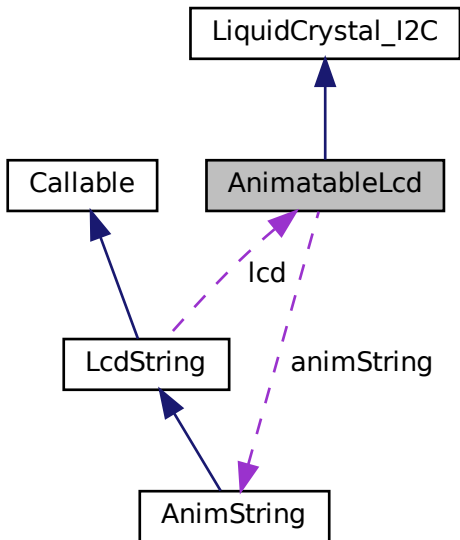 LiquidCrystal_I2C
Callable
AnimatableLcd
lcd
LcdString
animString
AnimString